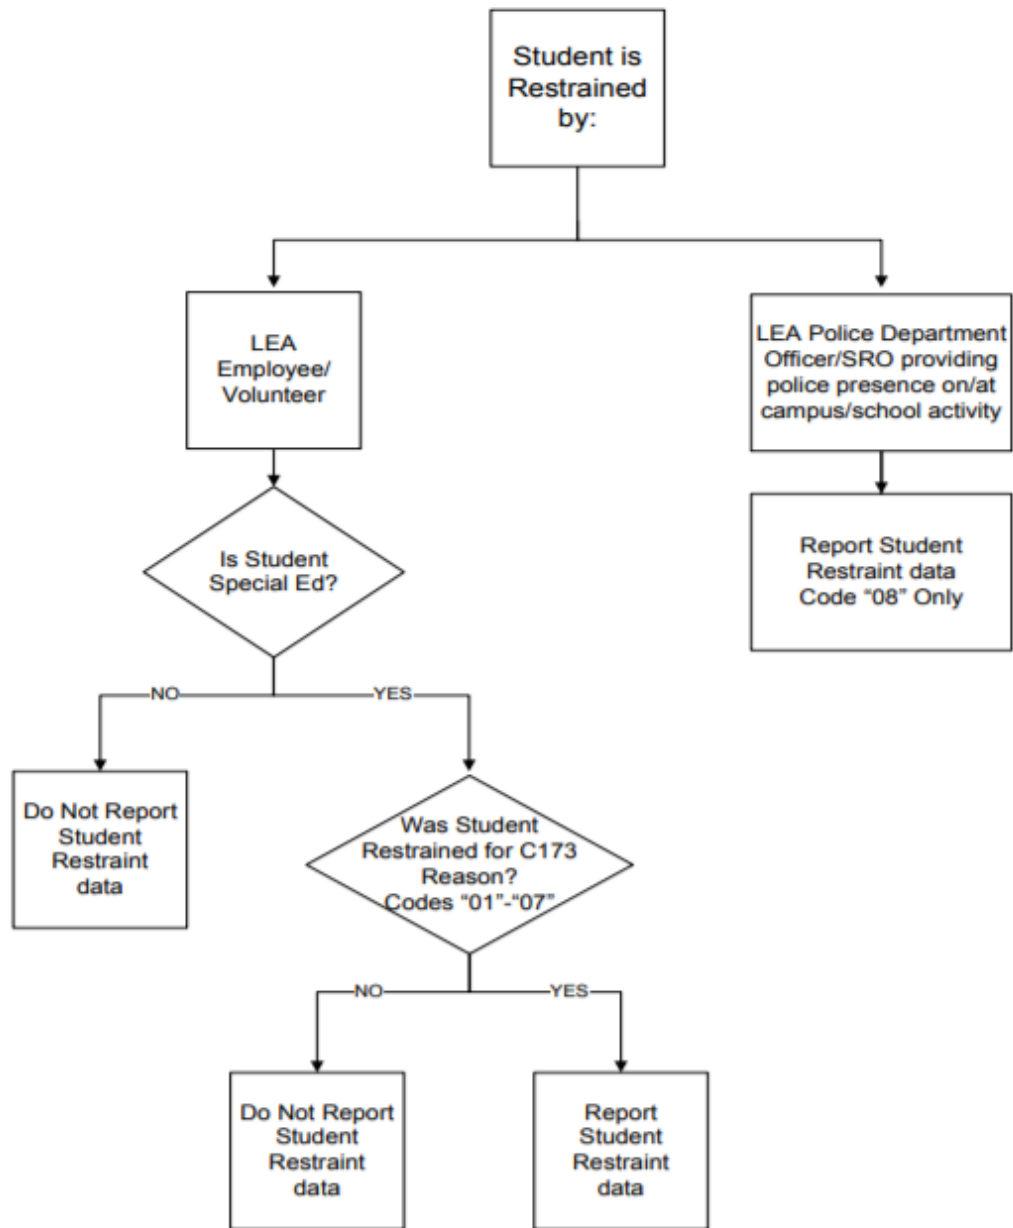 Student is
Restrained
by:
LEA
Employee/
Volunteer
LEA Police Department
Officer/SRO providing
police presence on/at
campus/school activity
Is Student
Special Ed?
Report Student
Restraint data
Code “08” Only
NO
YES
Do Not Report
Student
Restraint
data
Was Student
Restrained for C173
Reason?
Codes “01”-“07”
NO
YES
Do Not Report
Student
Restraint
data
Report
Student
Restraint
data